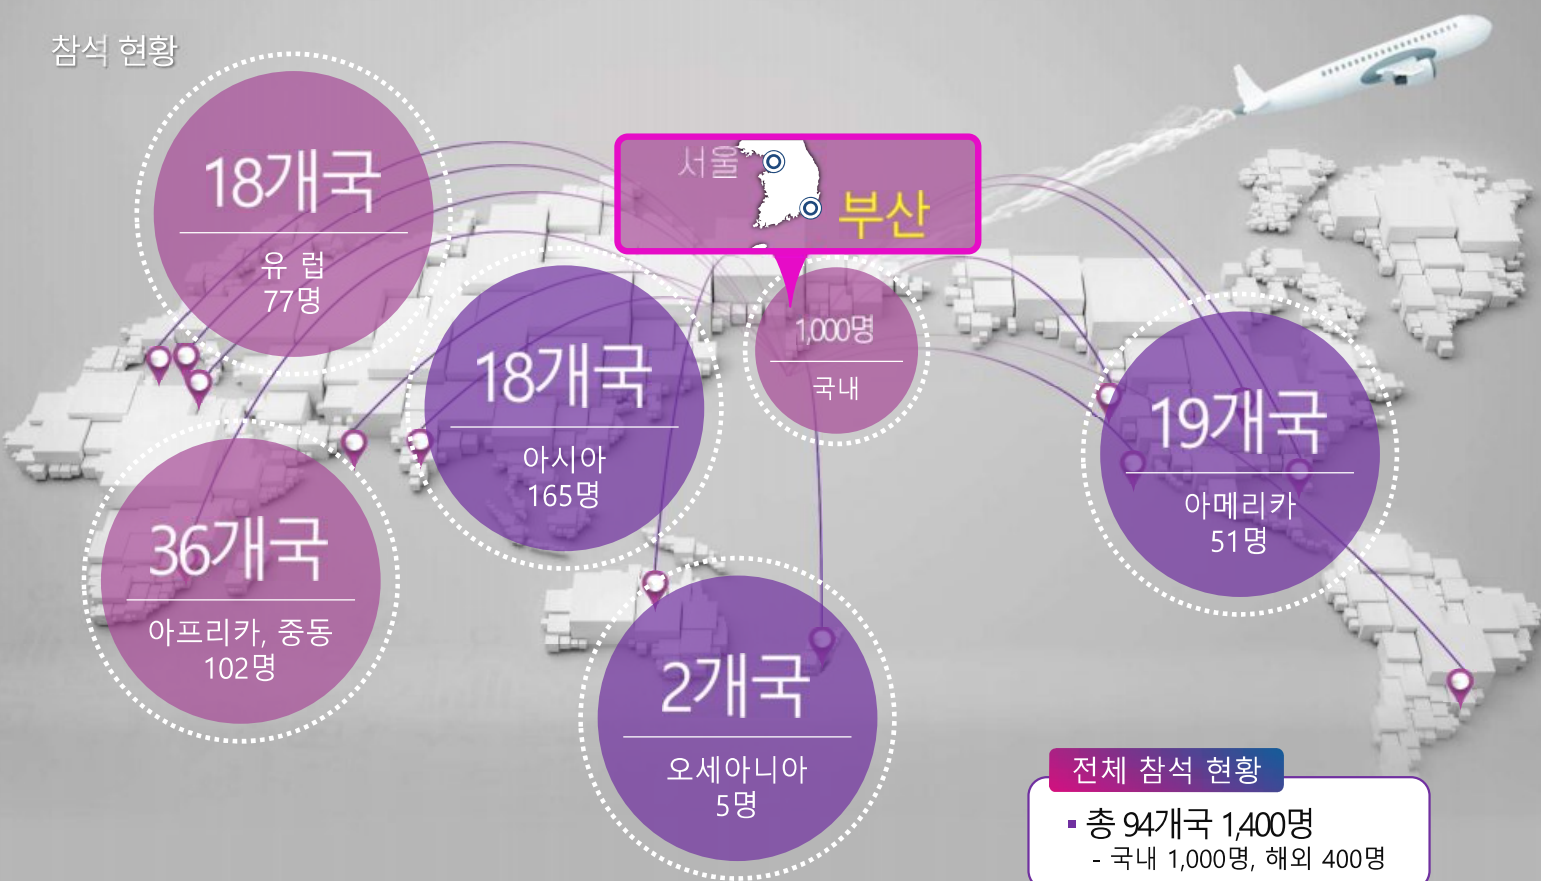 참석 현황
18개국
유 럽
77명
서울
부산
1,000명
국내
18개국
아시아
165명
19개국
아메리카
51명
36개국
아프리카, 중동
102명
2개국
오세아니아
5명
전체 참석 현황
▪ 총 94개국 1,400명
- 국내 1,000명, 해외 400명